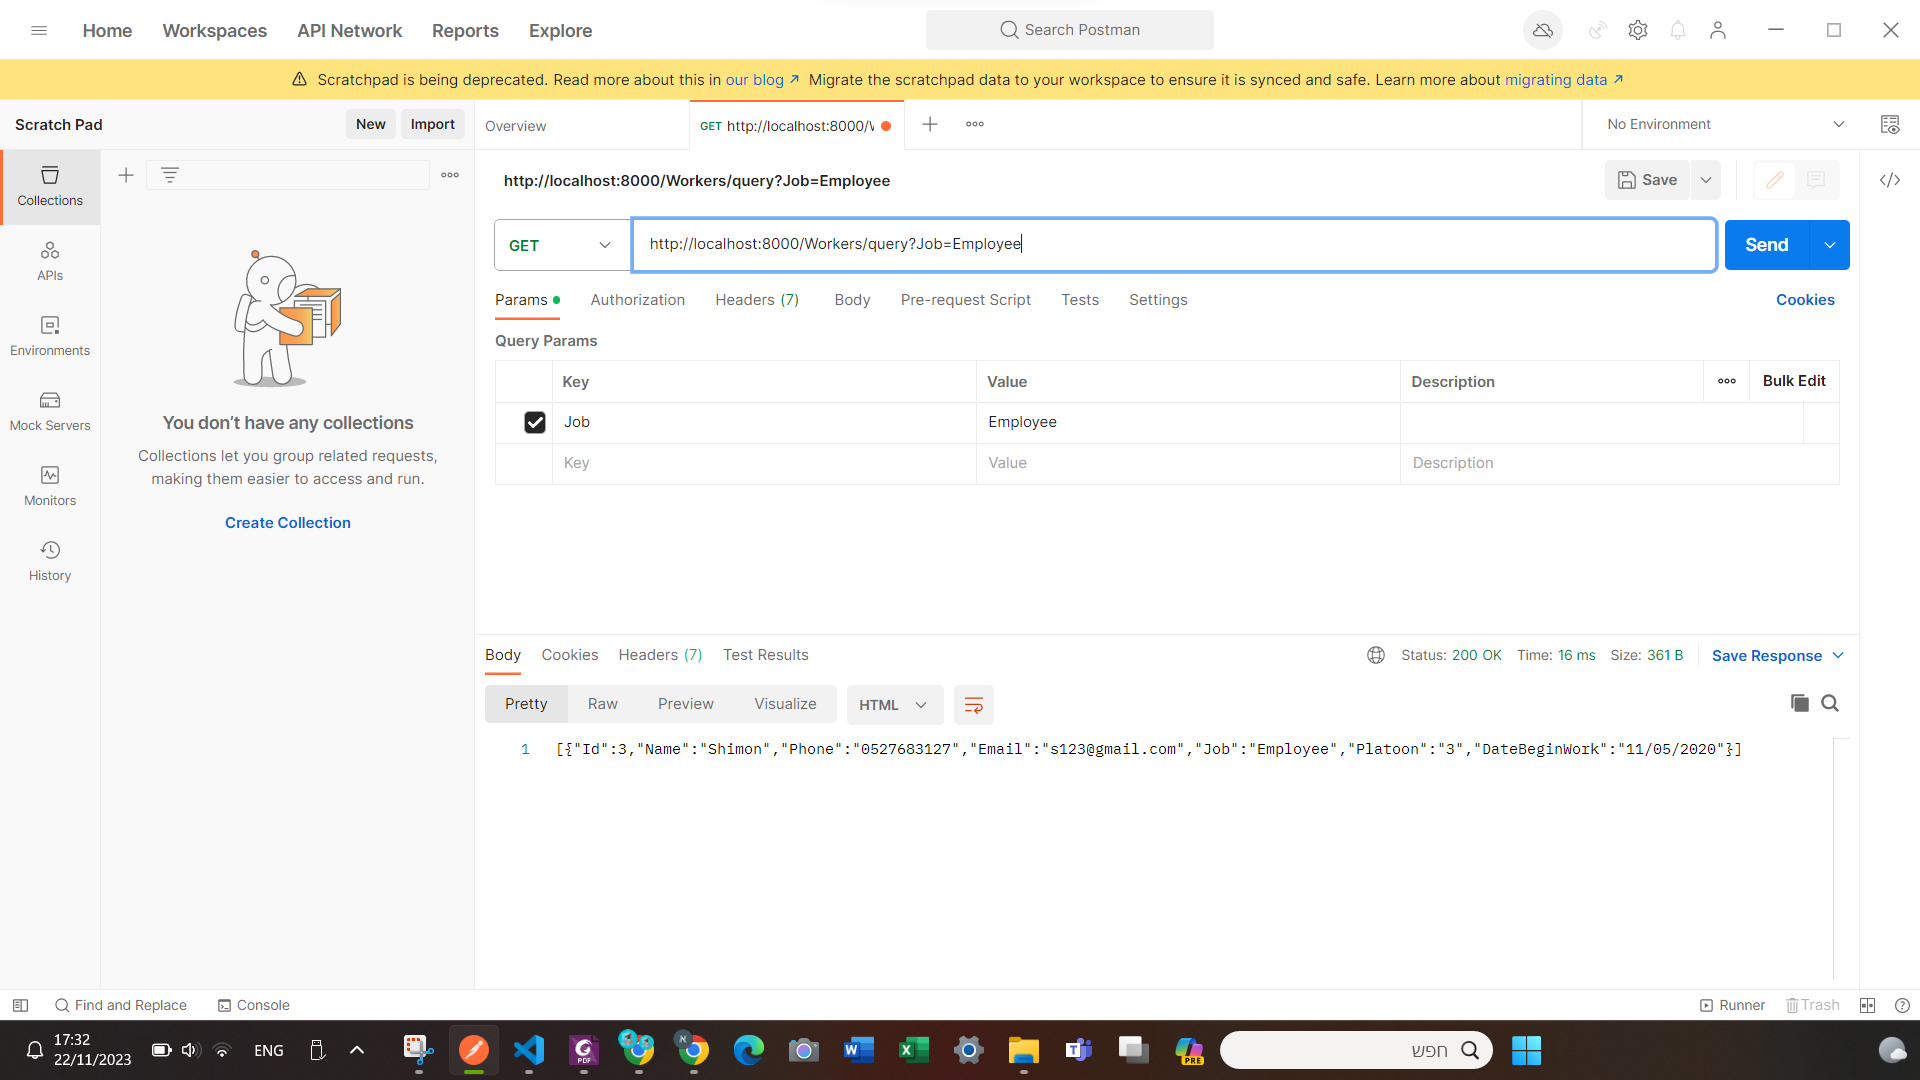 Home Workspaces API Network Reports Explore
Search Postman
Scratchpad is being deprecated. Read more about this in our blog ↗ Migrate the scratchpad data to your workspace to ensure it is synced and safe. Learn more about migrating data ↗
Scratch Pad New Import
Overview GET http://localhost:8000/W No Environment
http://localhost:8000/Workers/query?Job=Employee Save
GET http://localhost:8000/Workers/query?Job=Employee Send
Params Authorization Headers (7) Body Pre-request Script Tests Settings Cookies
Query Params
Key Value Description Bulk Edit
Job Employee
Key Value Description
Collections
APIs
Environments
Mock Servers
Monitors
History
You don’t have any collections
Collections let you group related requests,
making them easier to access and run.
Create Collection
Body Cookies Headers (7) Test Results Status: 200 OK Time: 16 ms Size: 361 B Save Response
Pretty Raw Preview Visualize HTML
1 [{"Id":3,"Name":"Shimon","Phone":"0527683127","Email":"s123@gmail.com","Job":"Employee","Platoon":"3","DateBeginWork":"11/05/2020"}]
Find and Replace Console Runner Trash
17:32
22/11/2023
ENG
PDF
N
PRE
חפש